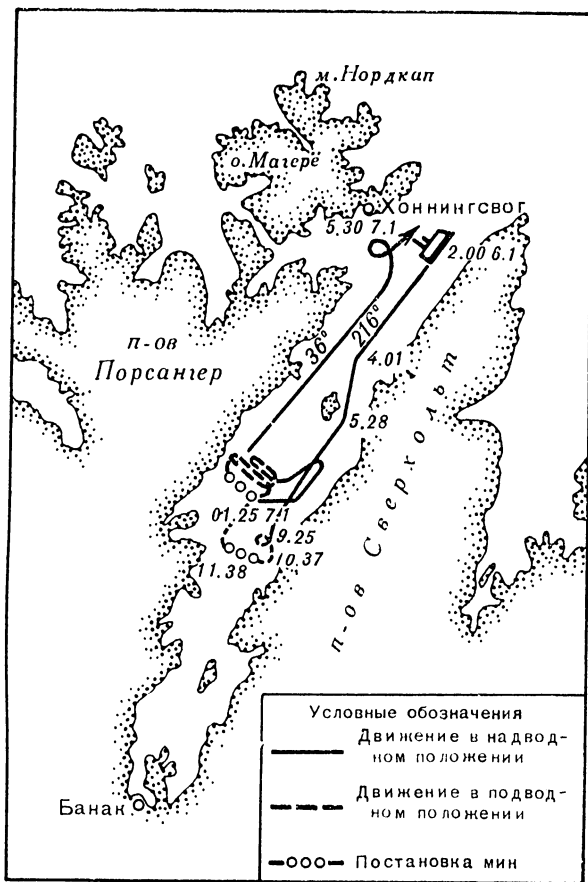 м. Нордкап
о. Магере
Хоннингсвог
5.30 7.1
2.00 6.1
36°
216°
4.01
п-ов
Порсангер
5.28
п-ов Сверхольт
01.25 7.1
9.25
10.37
11.38
Банак
Условные обозначения
Движение в надвод-
ном положении
Движение в подвод-
ном положении
Постановка мин